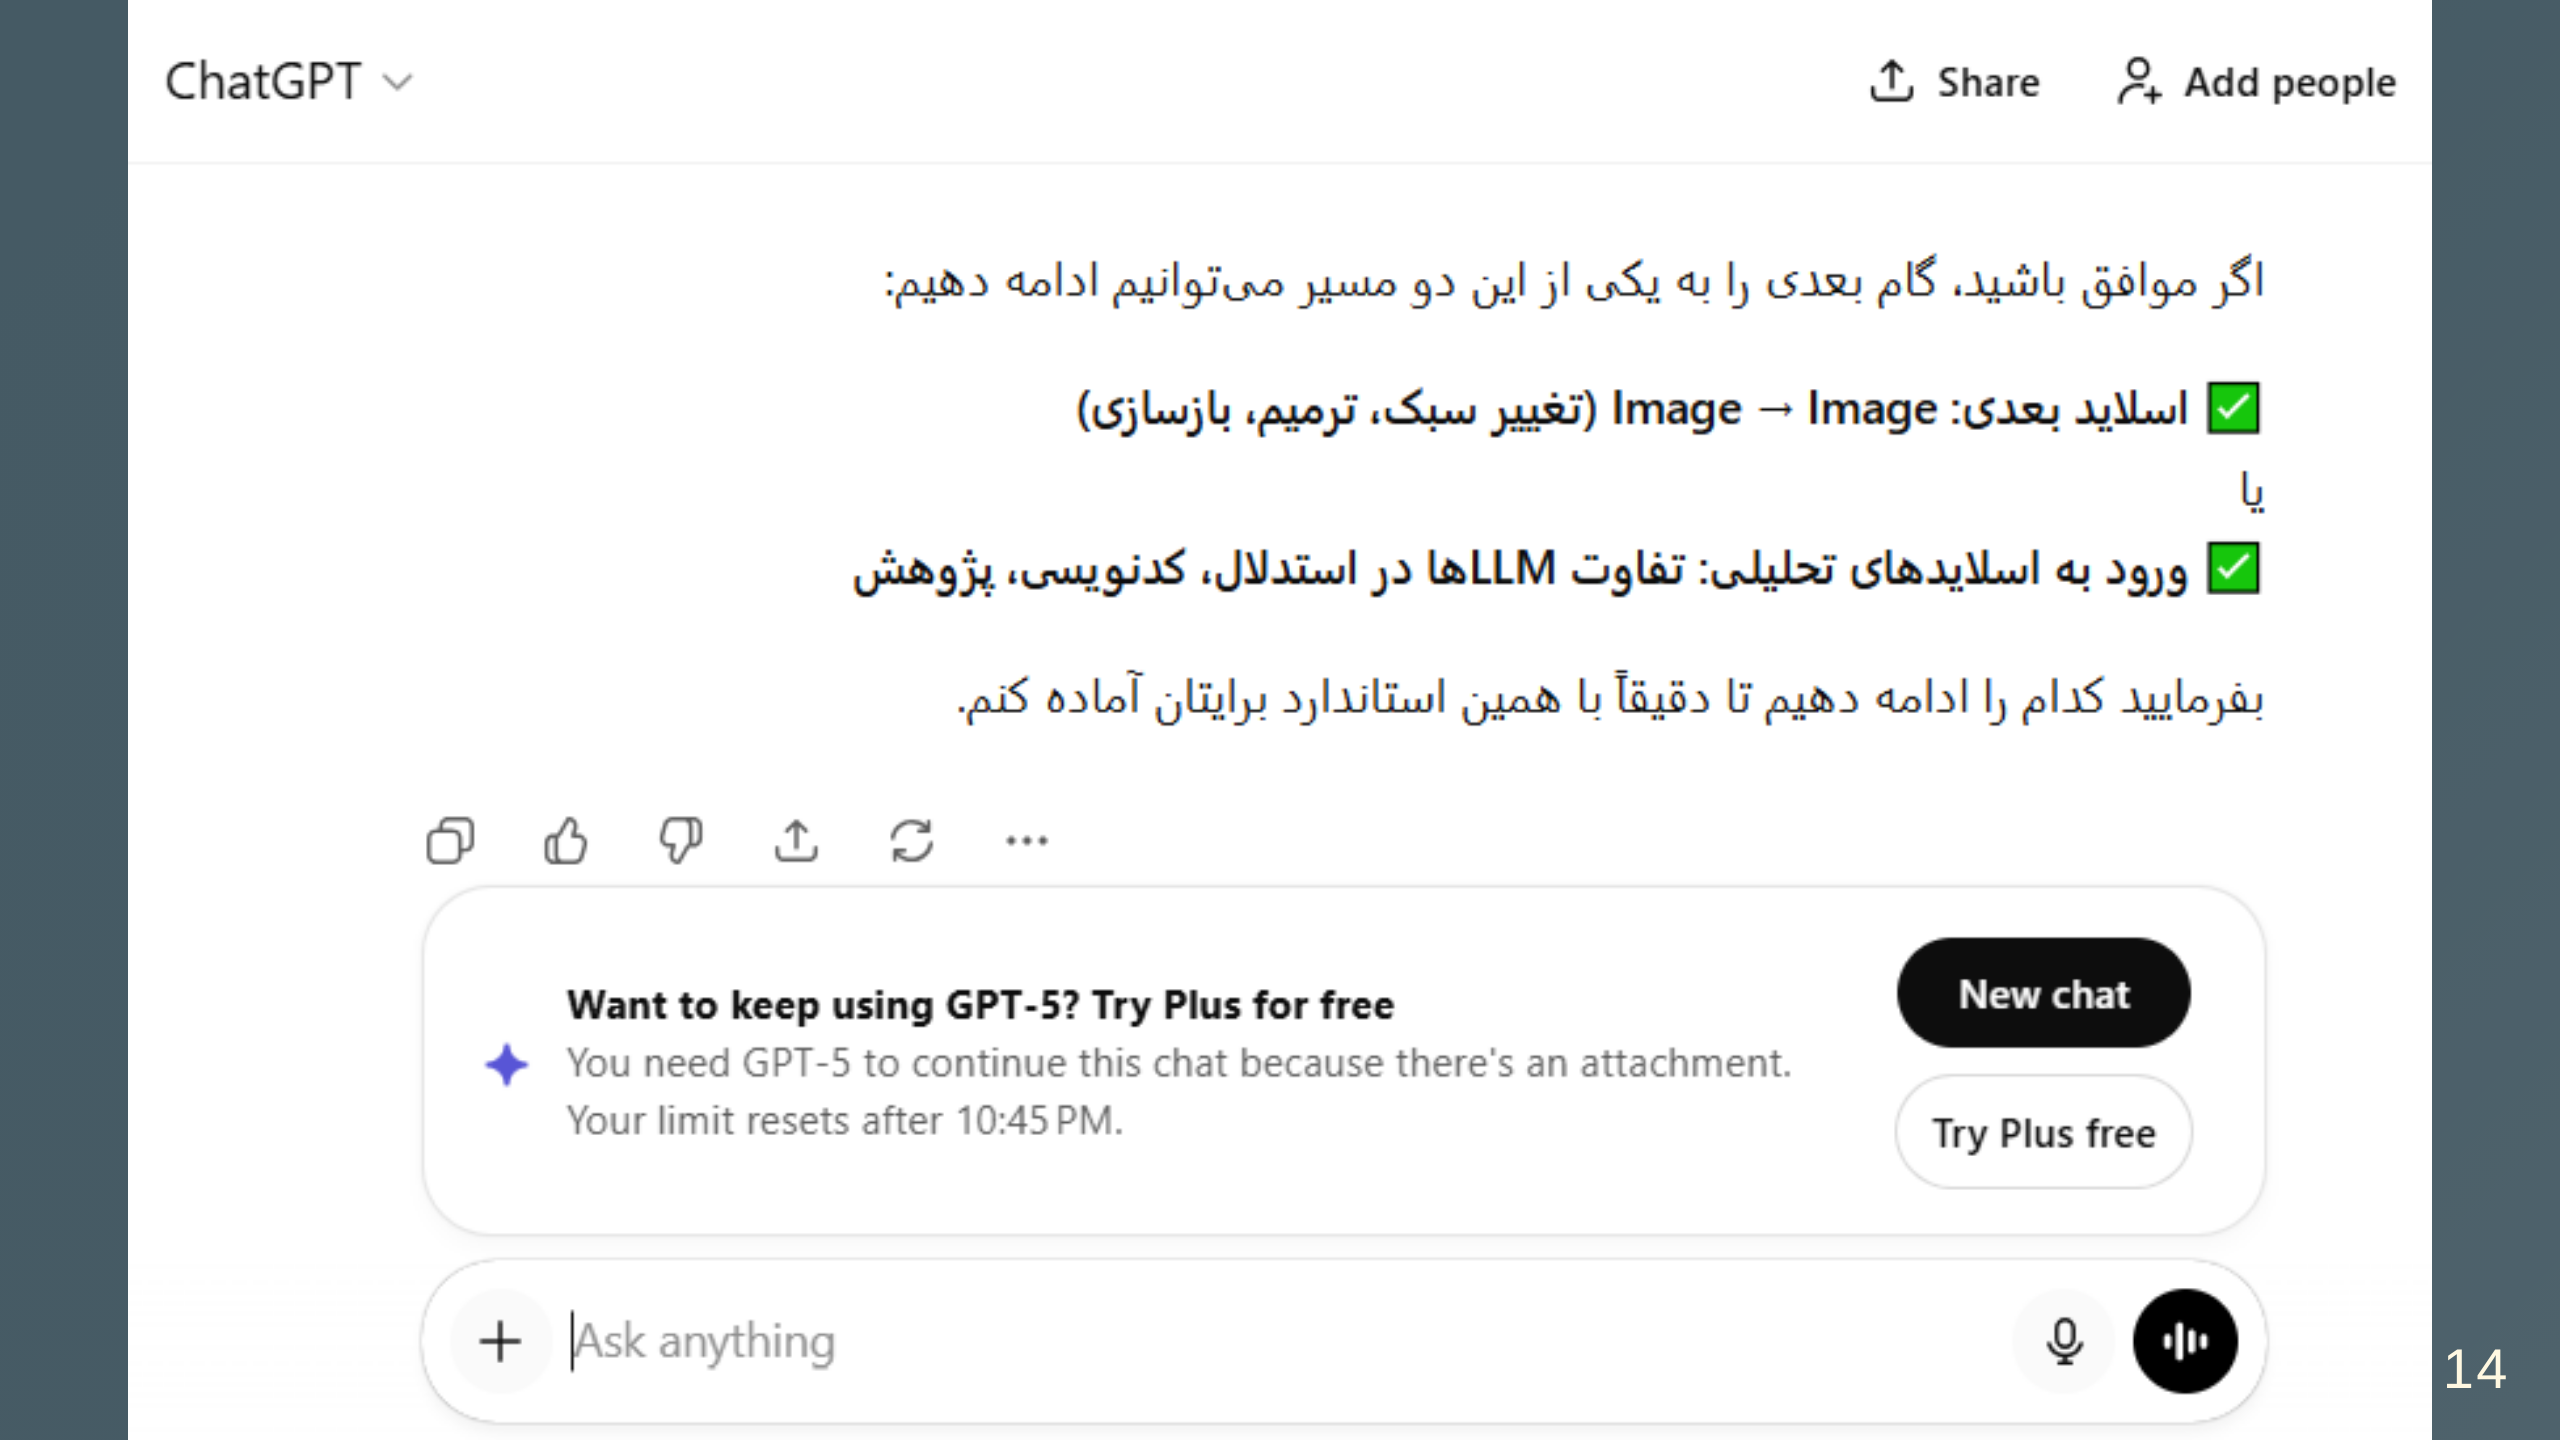 ChatGPT
Share
Add people
اگر موافق باشید، گام بعدی را به یکی از این دو مسیر می‌توانیم ادامه دهیم:
✅ اسلاید بعدی: Image → Image (تغییر سبک، ترمیم، بازسازی)
یا
✅ ورود به اسلایدهای تحلیلی: تفاوت LLMها در استدلال، کدنویسی، پژوهش
بفرمایید کدام را ادامه دهیم تا دقیقاً با همین استاندارد برایتان آماده کنم.
Want to keep using GPT-5? Try Plus for free
You need GPT-5 to continue this chat because there's an attachment.
Your limit resets after 10:45 PM.
New chat
Try Plus free
Ask anything
14